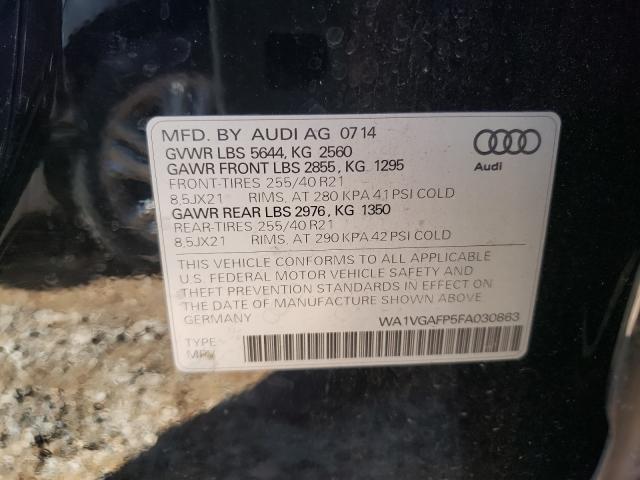 MFD. BY AUDI AG 07 14
GVWR LBS 5644, KG 2560
GAWR FRONT LBS 2855, KG 1295
FRONT-TIRES 255/40 R21
8,5JX21 RIMS. AT 280 KPA 41 PSI COLD
GAWR REAR LBS 2976, KG 1350
REAR-TIRES 255/40 R21
8,5JX21 RIMS. AT 290 KPA 42 PSI COLD
Audi
THIS VEHICLE CONFORMS TO ALL APPLICABLE
U.S. FEDERAL MOTOR VEHICLE SAFETY AND
THEFT PREVENTION STANDARDS IN EFFECT ON
THE DATE OF MANUFACTURE SHOWN ABOVE.
GERMANY WA1VGAFP5FA030863
TYPE
MPV